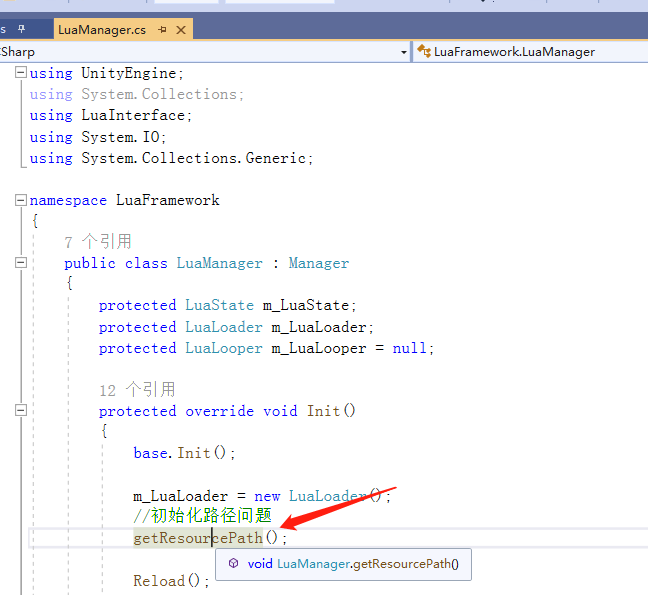 s
LuaManager.cs
CSharp
LuaFramework.LuaManager
using UnityEngine;
using System.Collections;
using LuaInterface;
using System.IO;
using System.Collections.Generic;
namespace LuaFramework
{
7 个引用
public class LuaManager : Manager
{
protected LuaState m_LuaState;
protected LuaLoader m_LuaLoader;
protected LuaLooper m_LuaLooper = null;
12 个引用
protected override void Init()
{
base.Init();
m_LuaLoader = new LuaLoader();
//初始化路径问题
getResourcePath();
void LuaManager.getResourcePath()
Reload();